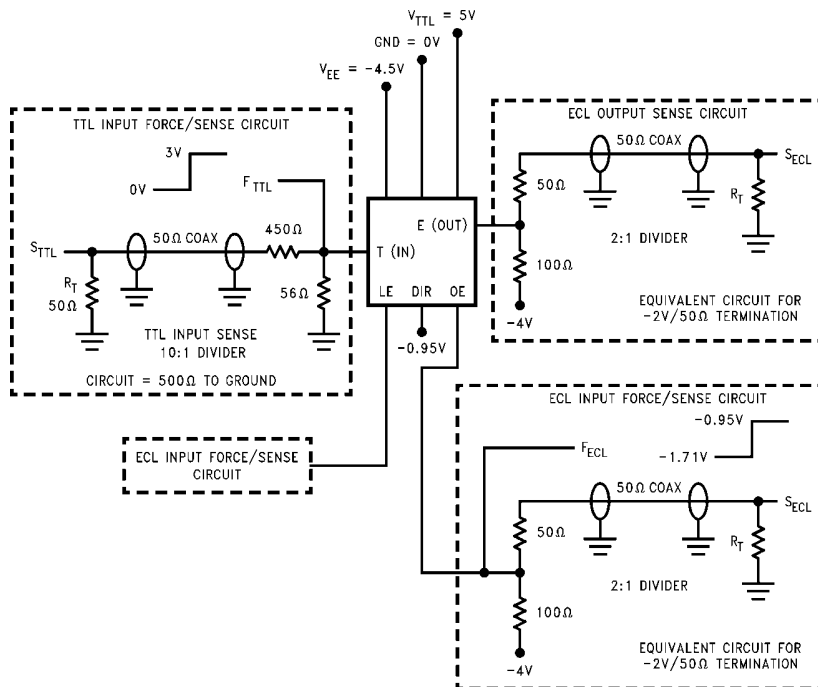 V_TTL = 5V
GND = 0V
V_EE = -4.5V
TTL INPUT FORCE/SENSE CIRCUIT
3V
0V
F_TTL
S_TTL
50Ω COAX
450Ω
R_T
50Ω
56Ω
TTL INPUT SENSE
10:1 DIVIDER
CIRCUIT = 500Ω TO GROUND
E (OUT)
T (IN)
LE DIR OE
-0.95V
ECL OUTPUT SENSE CIRCUIT
50Ω COAX
S_ECL
50Ω
R_T
2:1 DIVIDER
100Ω
-4V
EQUIVALENT CIRCUIT FOR
-2V/50Ω TERMINATION
ECL INPUT FORCE/SENSE
CIRCUIT
ECL INPUT FORCE/SENSE CIRCUIT
-0.95V
-1.71V
F_ECL
50Ω COAX
S_ECL
50Ω
R_T
2:1 DIVIDER
100Ω
-4V
EQUIVALENT CIRCUIT FOR
-2V/50Ω TERMINATION